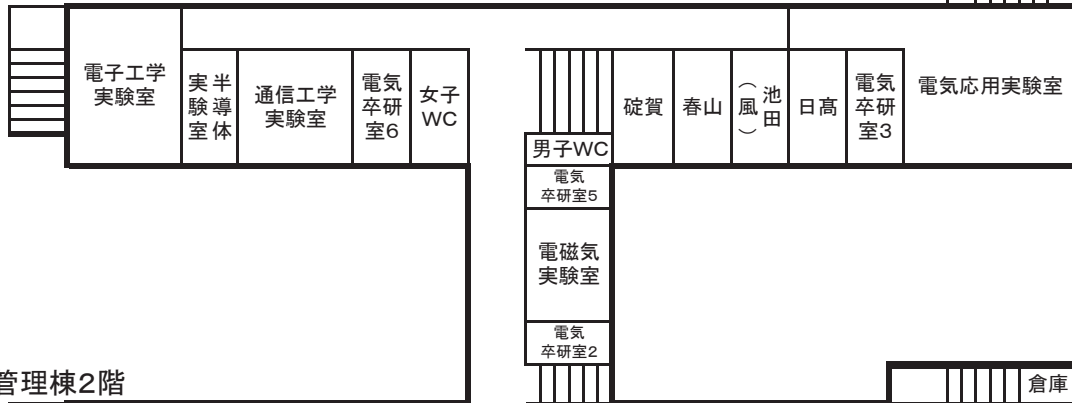 電子工学
実験室
半導体
実験室
通信工学
実験室
電気
卒研
室6
女子
WC
碇賀
春山
池田
（風）
日髙
電気
卒研
室3
電気応用実験室
男子WC
電気
卒研室5
電磁気
実験室
電気
卒研室2
管理棟2階
倉庫